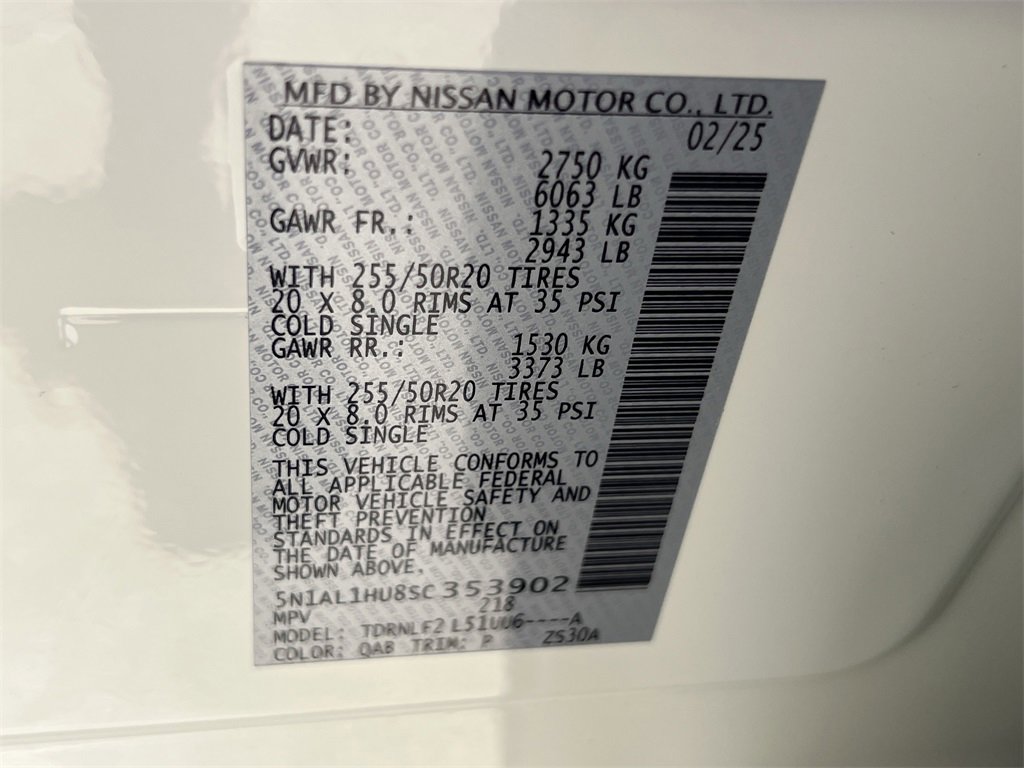 MFD BY NISSAN MOTOR CO., LTD.
DATE: 02/25
GVWR: 2750 KG
6063 LB
GAWR FR.: 1335 KG
2943 LB
WITH 255/50R20 TIRES
20 X 8.0 RIMS AT 35 PSI
COLD SINGLE
GAWR RR.: 1530 KG
3373 LB
WITH 255/50R20 TIRES
20 X 8.0 RIMS AT 35 PSI
COLD SINGLE
THIS VEHICLE CONFORMS TO
ALL APPLICABLE FEDERAL
MOTOR VEHICLE SAFETY AND
THEFT PREVENTION
STANDARDS IN EFFECT ON
THE DATE OF MANUFACTURE
SHOWN ABOVE.
5N1AL1HU8SC353902
MPV 218
MODEL: TDRNLF2 L51UU6----A
COLOR: QAB TRIM: P ZS30A